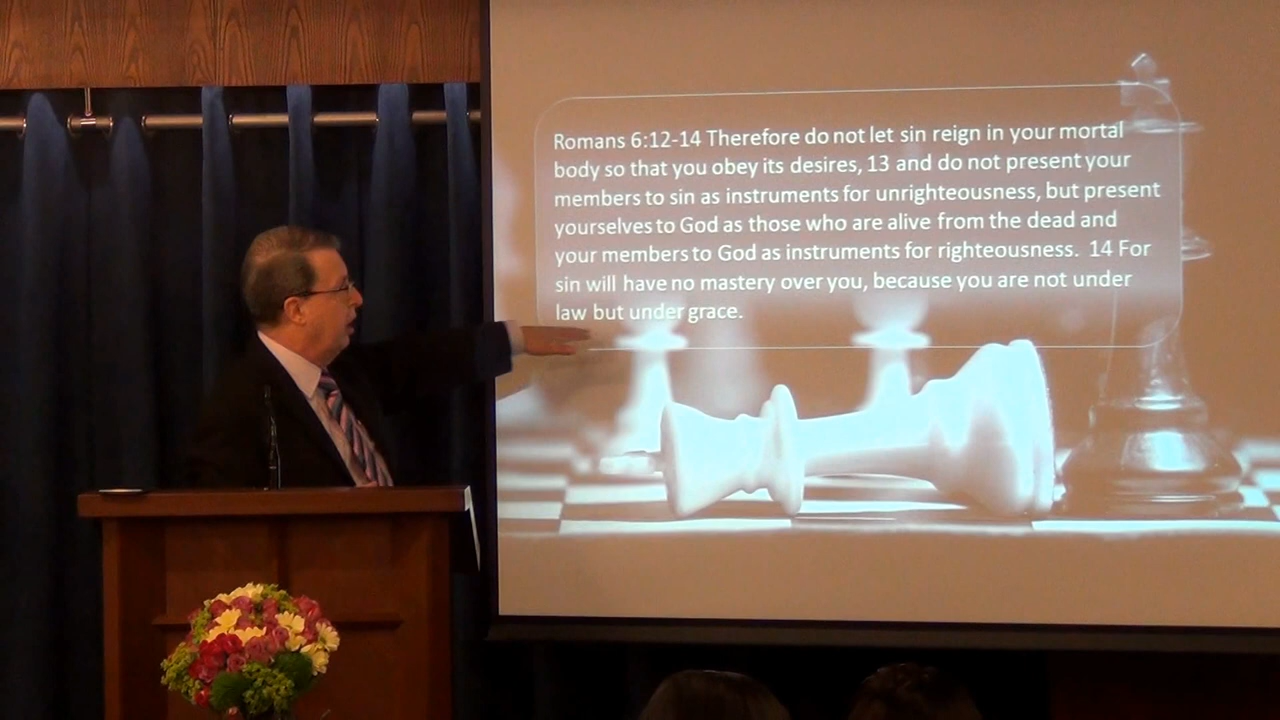 Romans 6:12-14 Therefore do not let sin reign in your mortal
body so that you obey its desires, 13 and do not present your
members to sin as instruments for unrighteousness, but present
yourselves to God as those who are alive from the dead and
your members to God as instruments for righteousness. 14 For
sin will have no mastery over you, because you are not under
law but under grace.